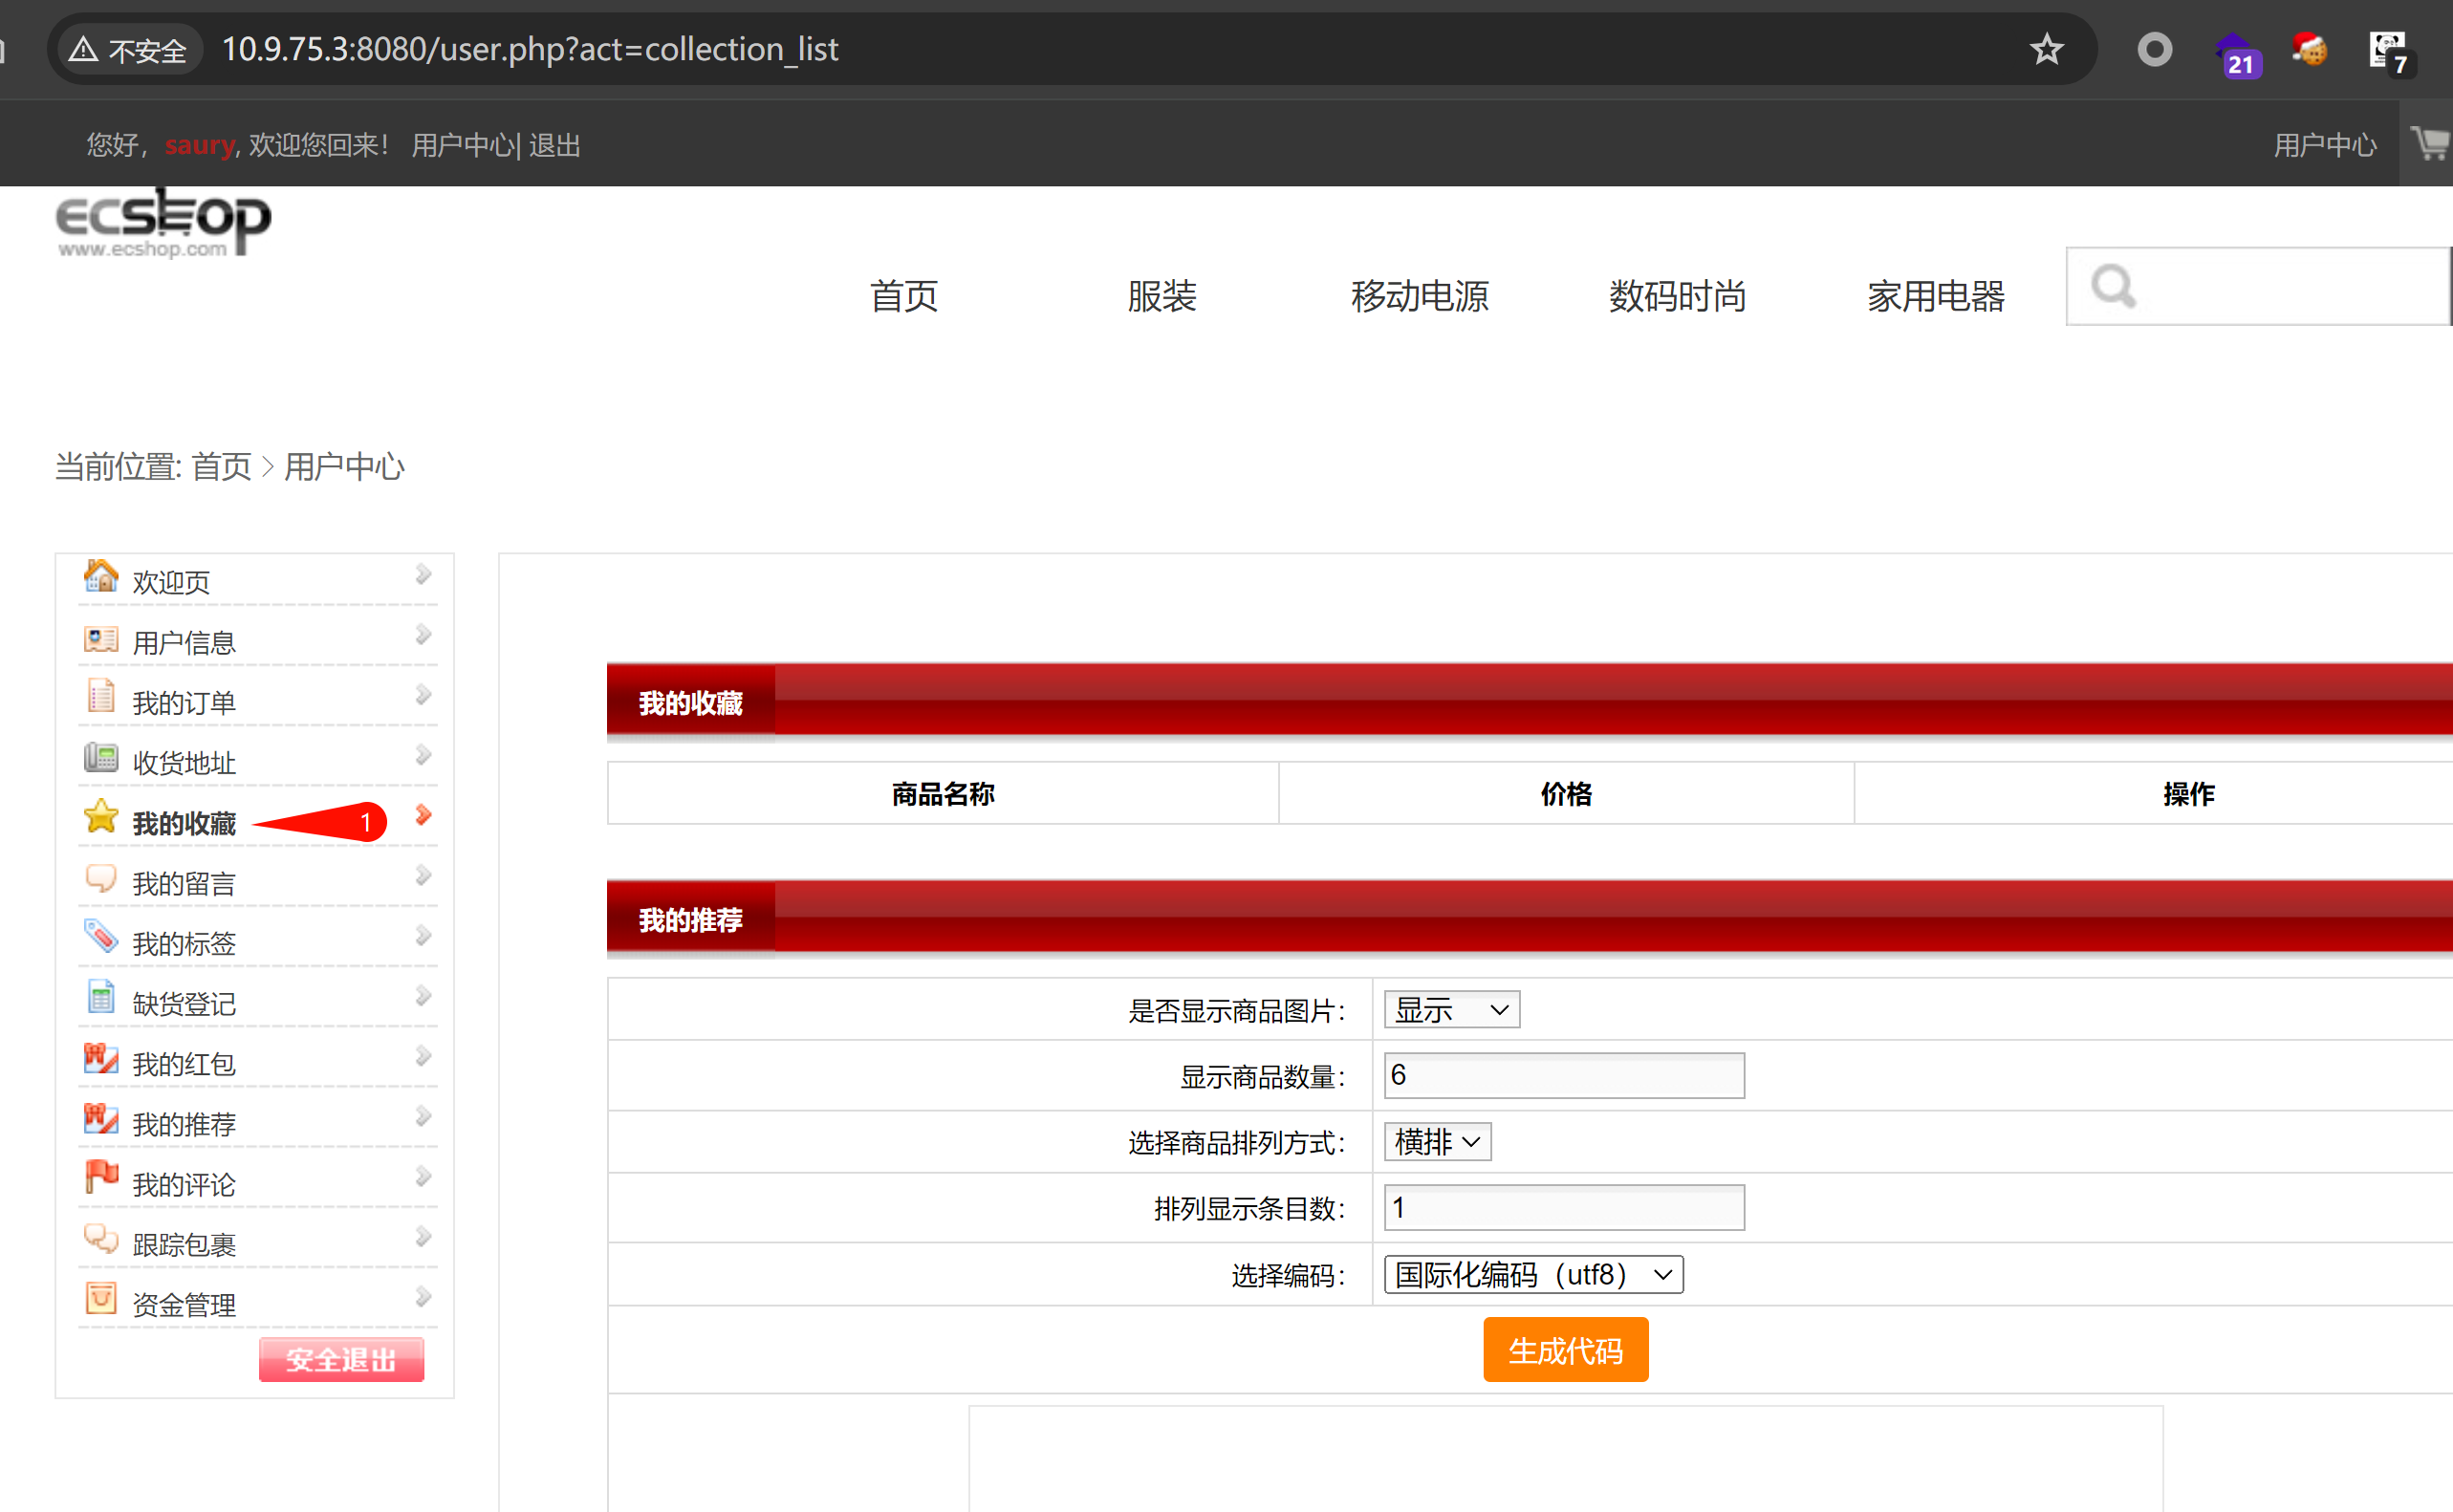 不安全 10.9.75.3:8080/user.php?act=collection_list
21
7
您好，saury, 欢迎您回来！ 用户中心| 退出
用户中心
ecshop
www.ecshop.com
首页 服装 移动电源 数码时尚 家用电器
当前位置: 首页 > 用户中心
欢迎页
用户信息
我的订单
收货地址
我的收藏 1
我的留言
我的标签
缺货登记
我的红包
我的推荐
我的评论
跟踪包裹
资金管理
安全退出
我的收藏
商品名称 价格 操作
我的推荐
是否显示商品图片： 显示
显示商品数量： 6
选择商品排列方式： 横排
排列显示条目数： 1
选择编码： 国际化编码（utf8）
生成代码